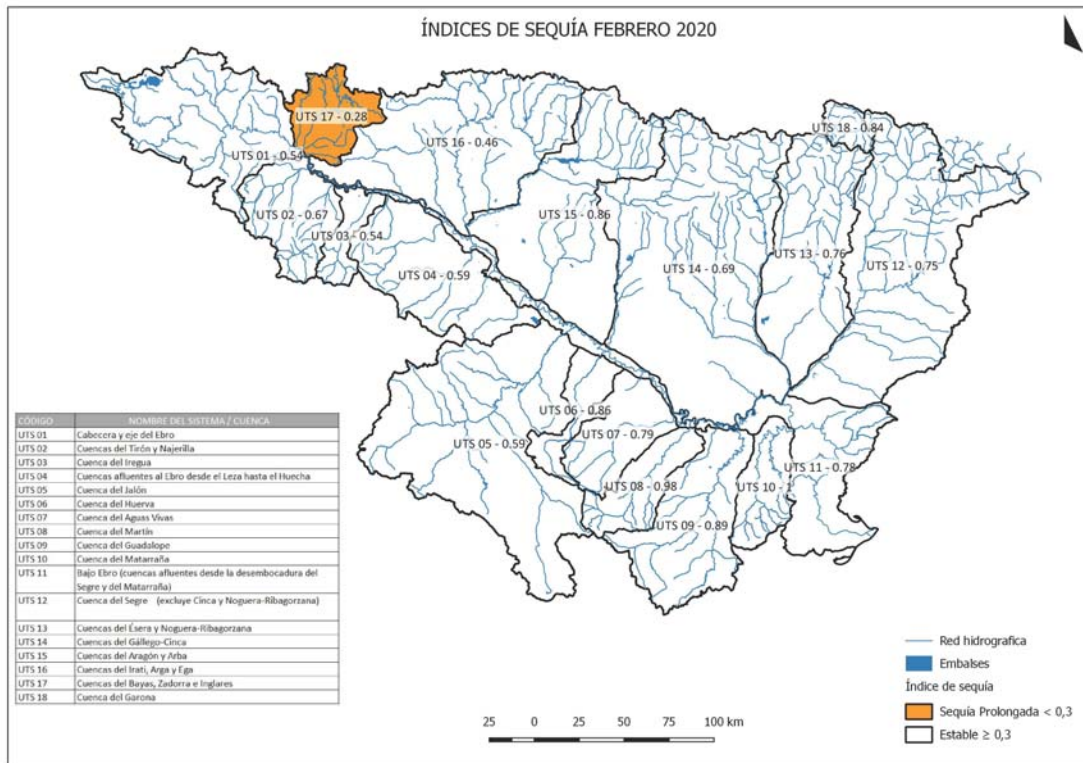 ÍNDICES DE SEQUÍA FEBRERO 2020
UTS 17 - 0.28
UTS 18 - 0.84
UTS 16 - 0.46
UTS 01 - 0.54
UTS 02 - 0.67
UTS 15 - 0.86
UTS 03 - 0.54
UTS 13 - 0.76
UTS 12 - 0.75
UTS 14 - 0.69
UTS 04 - 0.59
UTS 06 - 0.86
UTS 07 - 0.79
UTS 05 - 0.59
UTS 11 - 0.78
UTS 08 - 0.98
UTS 10 - 1
UTS 09 - 0.89
CÓDIGO NOMBRE DEL SISTEMA / CUENCA
UTS 01 Cabecera y eje del Ebro
UTS 02 Cuencas del Tirón y Najerilla
UTS 03 Cuenca del Iregua
UTS 04 Cuencas afluentes al Ebro desde el Leza hasta el Huecha
UTS 05 Cuenca del Jalón
UTS 06 Cuenca del Huerva
UTS 07 Cuenca del Aguas Vivas
UTS 08 Cuenca del Martín
UTS 09 Cuenca del Guadalope
UTS 10 Cuenca del Matarraña
UTS 11 Bajo Ebro (cuencas afluentes desde la desembocadura del
Segre y del Matarraña)
UTS 12 Cuenca del Segre (excluye Cinca y Noguera-Ribagorzana)
UTS 13 Cuencas del Ésera y Noguera-Ribagorzana
UTS 14 Cuencas del Gállego-Cinca
UTS 15 Cuencas del Aragón y Arba
UTS 16 Cuencas del Irati, Arga y Ega
UTS 17 Cuenca del Bayas, Zadorra e Inglares
UTS 18 Cuenca del Garona
Red hidrografica
Embalses
Índice de sequía
Sequía Prolongada < 0,3
Estable ≥ 0,3
25 0 25 50 75 100 km